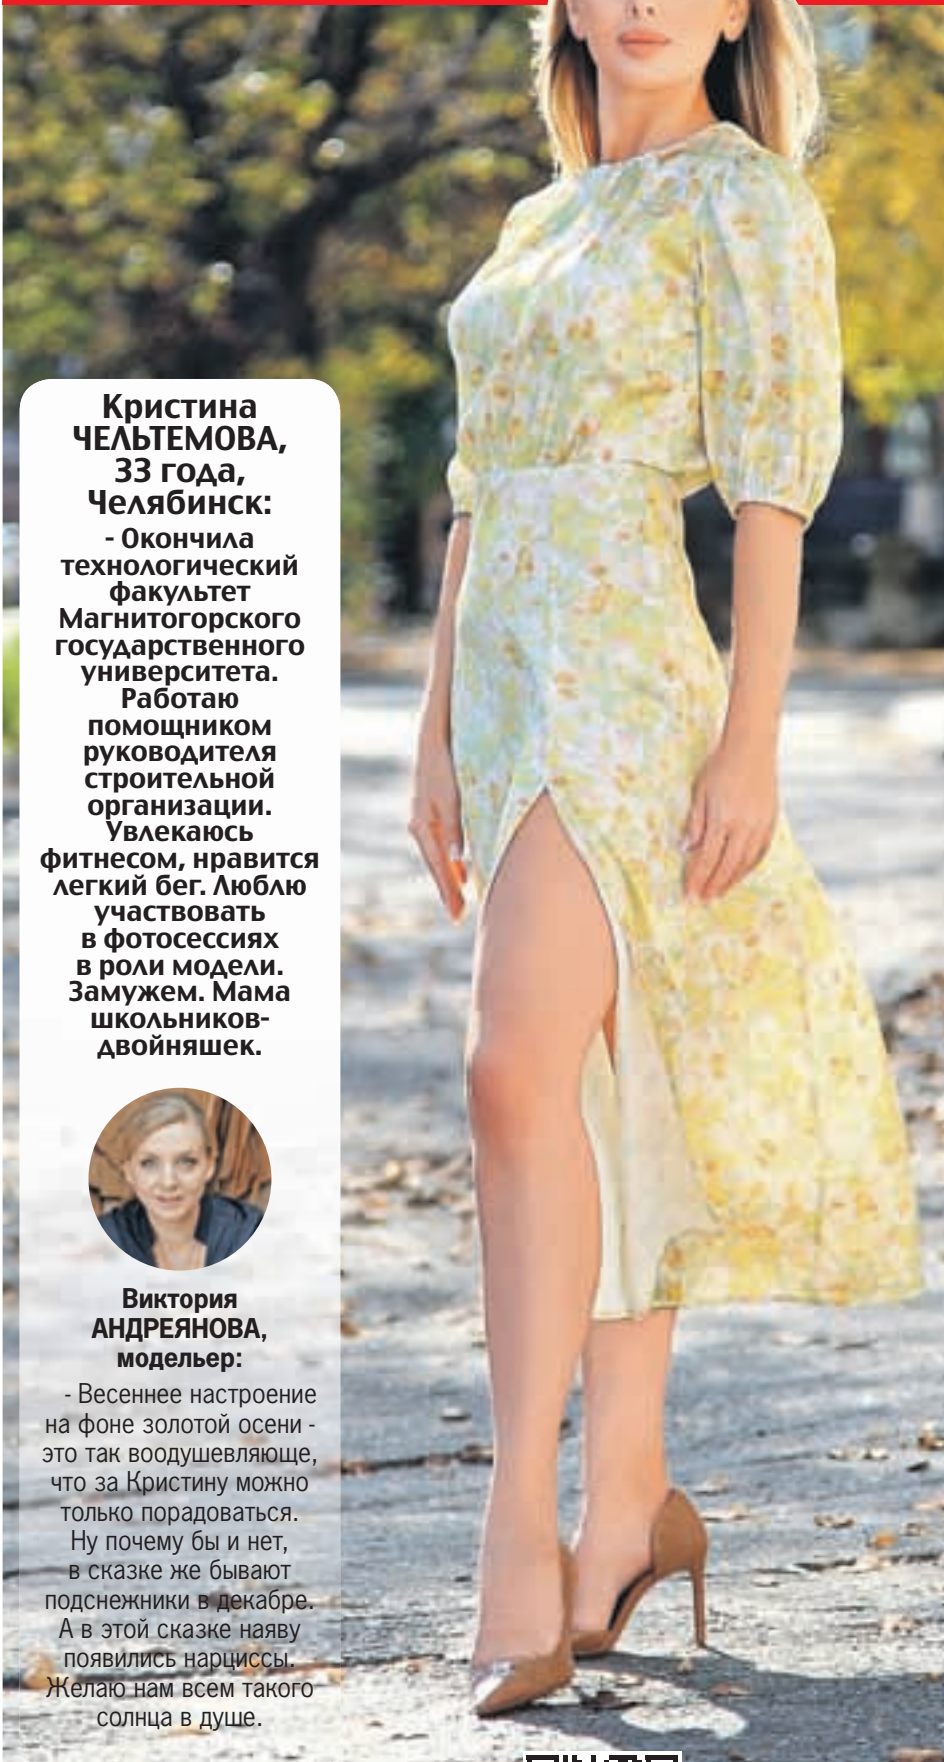 Кристина
ЧЕЛЬТЕМОВА,
33 года,
Челябинск:
- Окончила
технологический
факультет
Магнитогорского
государственного
университета.
Работаю
помощником
руководителя
строительной
организации.
Увлекаюсь
фитнесом, нравится
легкий бег. Люблю
участвовать
в фотосессиях
в роли модели.
Замужем. Мама
школьников-
двойняшек.
Виктория
АНДРЕЯНОВА,
модельер:
- Весеннее настроение
на фоне золотой осени -
это так воодушевляюще,
что за Кристину можно
только порадоваться.
Ну почему бы и нет,
в сказке же бывают
подснежники в декабре.
А в этой сказке наяву
появились нарциссы.
Желаю нам всем такого
солнца в душе.